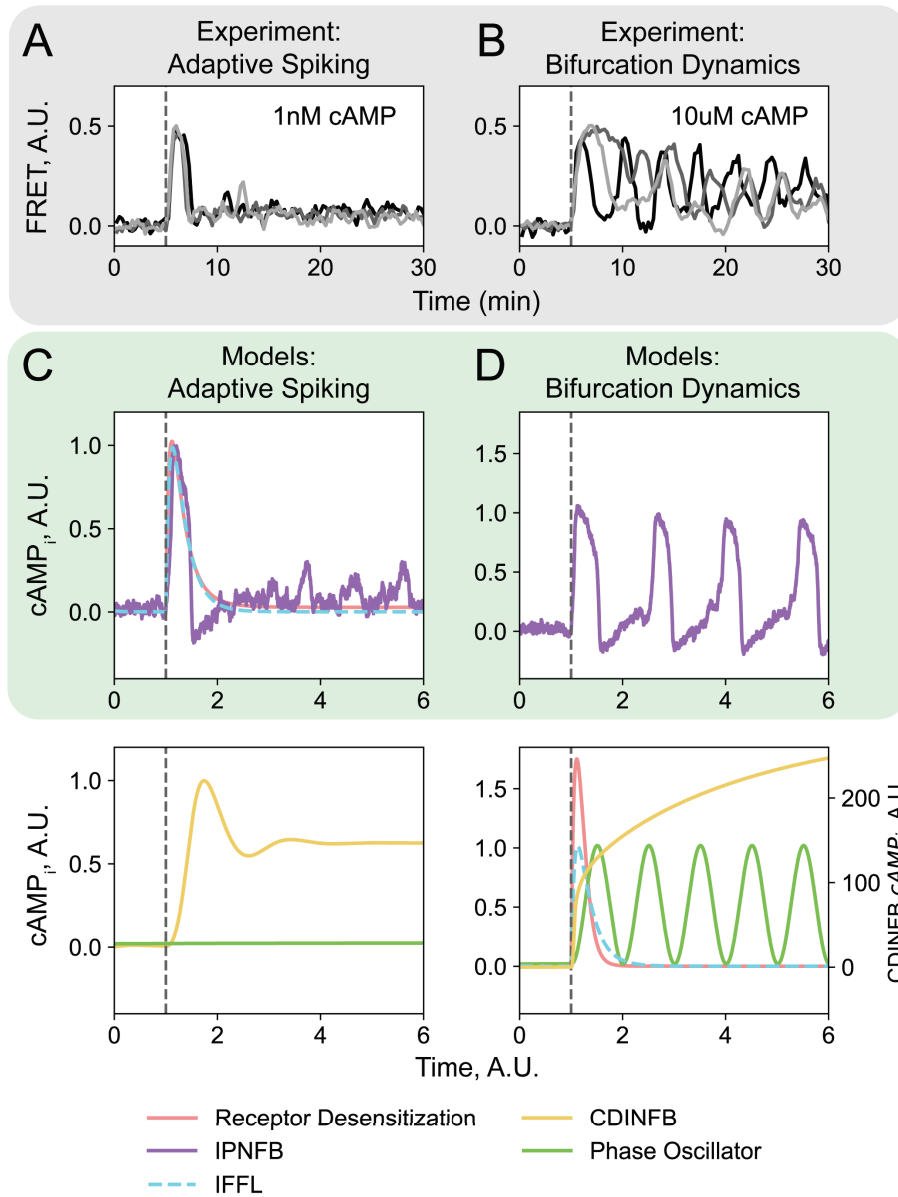 A
Experiment:
Adaptive Spiking
B
Experiment:
Bifurcation Dynamics
1nM cAMP
10uM cAMP
FRET, A.U.
0.5
0.0
0 10 20 30
0 10 20 30
Time (min)
C
Models:
Adaptive Spiking
D
Models:
Bifurcation Dynamics
cAMPi, A.U.
1.0
0.5
0.0
0 2 4 6
1.5
1.0
0.5
0.0
0 2 4 6
cAMPi, A.U.
1.0
0.5
0.0
0 2 4 6
1.5
1.0
0.5
0.0
0 2 4 6
200
100
0
CDINFB cAMP, A.U.
Time, A.U.
Receptor Desensitization
IPNFB
IFFL
CDINFB
Phase Oscillator